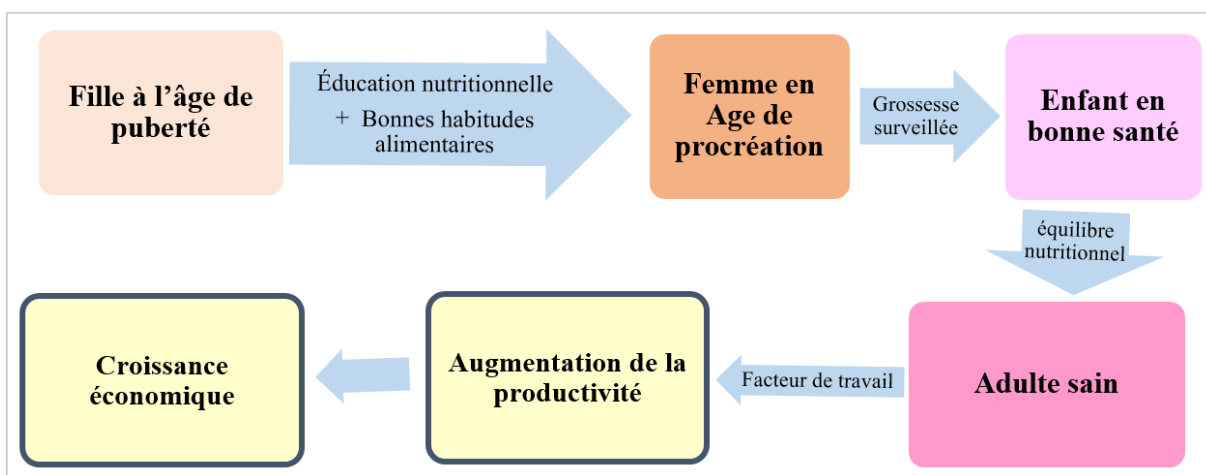 Fille à l’âge de
puberté
Éducation nutritionnelle
+ Bonnes habitudes
alimentaires
Femme en
Age de
procréation
Grossesse
surveillée
Enfant en
bonne santé
équilibre
nutritionnel
Adulte sain
Facteur de travail
Augmentation de la
productivité
Croissance
économique